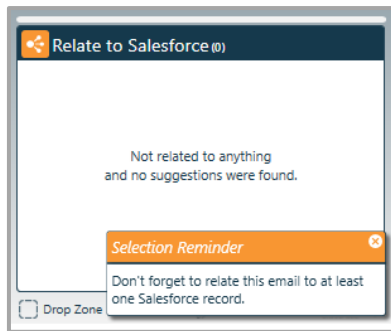 Relate to Salesforce (0)
Not related to anything
and no suggestions were found.
Selection Reminder
Don't forget to relate this email to at least
one Salesforce record.
Drop Zone